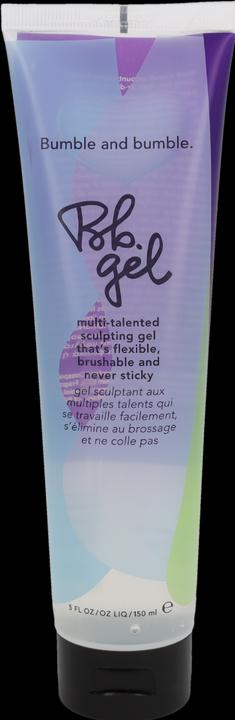 Bumble and bumble.
Bb.
gel
multi-talented
sculpting gel
that's flexible,
brushable and
never sticky
gel sculptant aux
multiples talents qui
se travaille facilement,
s'élimine au brossage
et ne colle pas
5 FL OZ/OZ LIQ/150 ml e